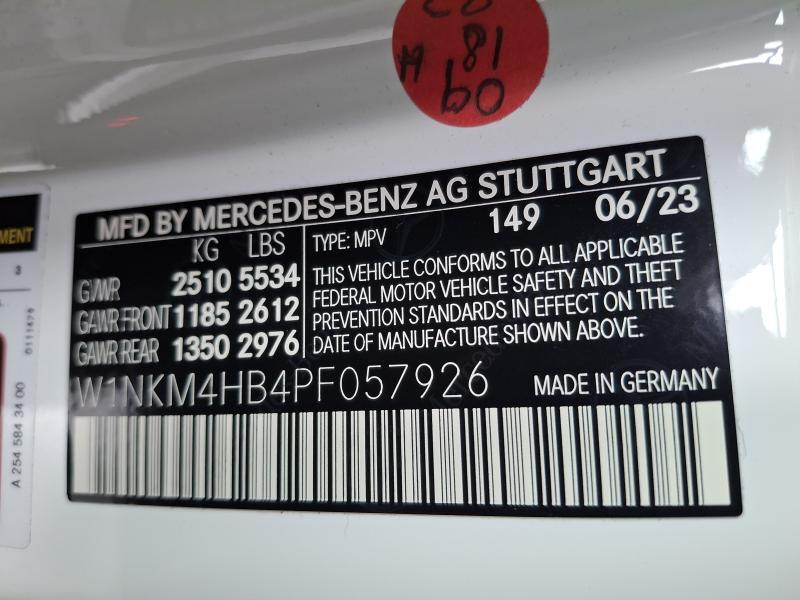 81
MFD BY MERCEDES-BENZ AG STUTTGART
149 06/23
KG LBS
TYPE: MPV
GVWR 2510 5534
GAWR FRONT 1185 2612
GAWR REAR 1350 2976
THIS VEHICLE CONFORMS TO ALL APPLICABLE
FEDERAL MOTOR VEHICLE SAFETY AND THEFT
PREVENTION STANDARDS IN EFFECT ON THE
DATE OF MANUFACTURE SHOWN ABOVE.
W1NKM4HB4PF057926
MADE IN GERMANY
MENT
A 254 584 34 00